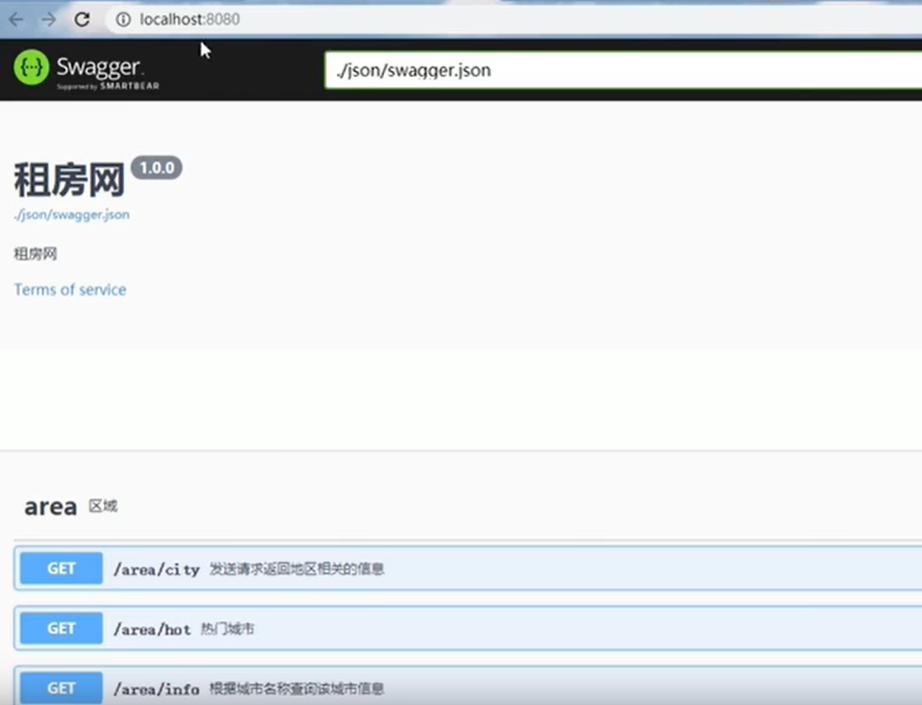 localhost:8080
Swagger.
Supported by SMARTBEAR
./json/swagger.json
租房网 1.0.0
./json/swagger.json
租房网
Terms of service
area 区域
GET /area/city 发送请求返回地区相关的信息
GET /area/hot 热门城市
GET /area/info 根据城市名称查询该城市信息